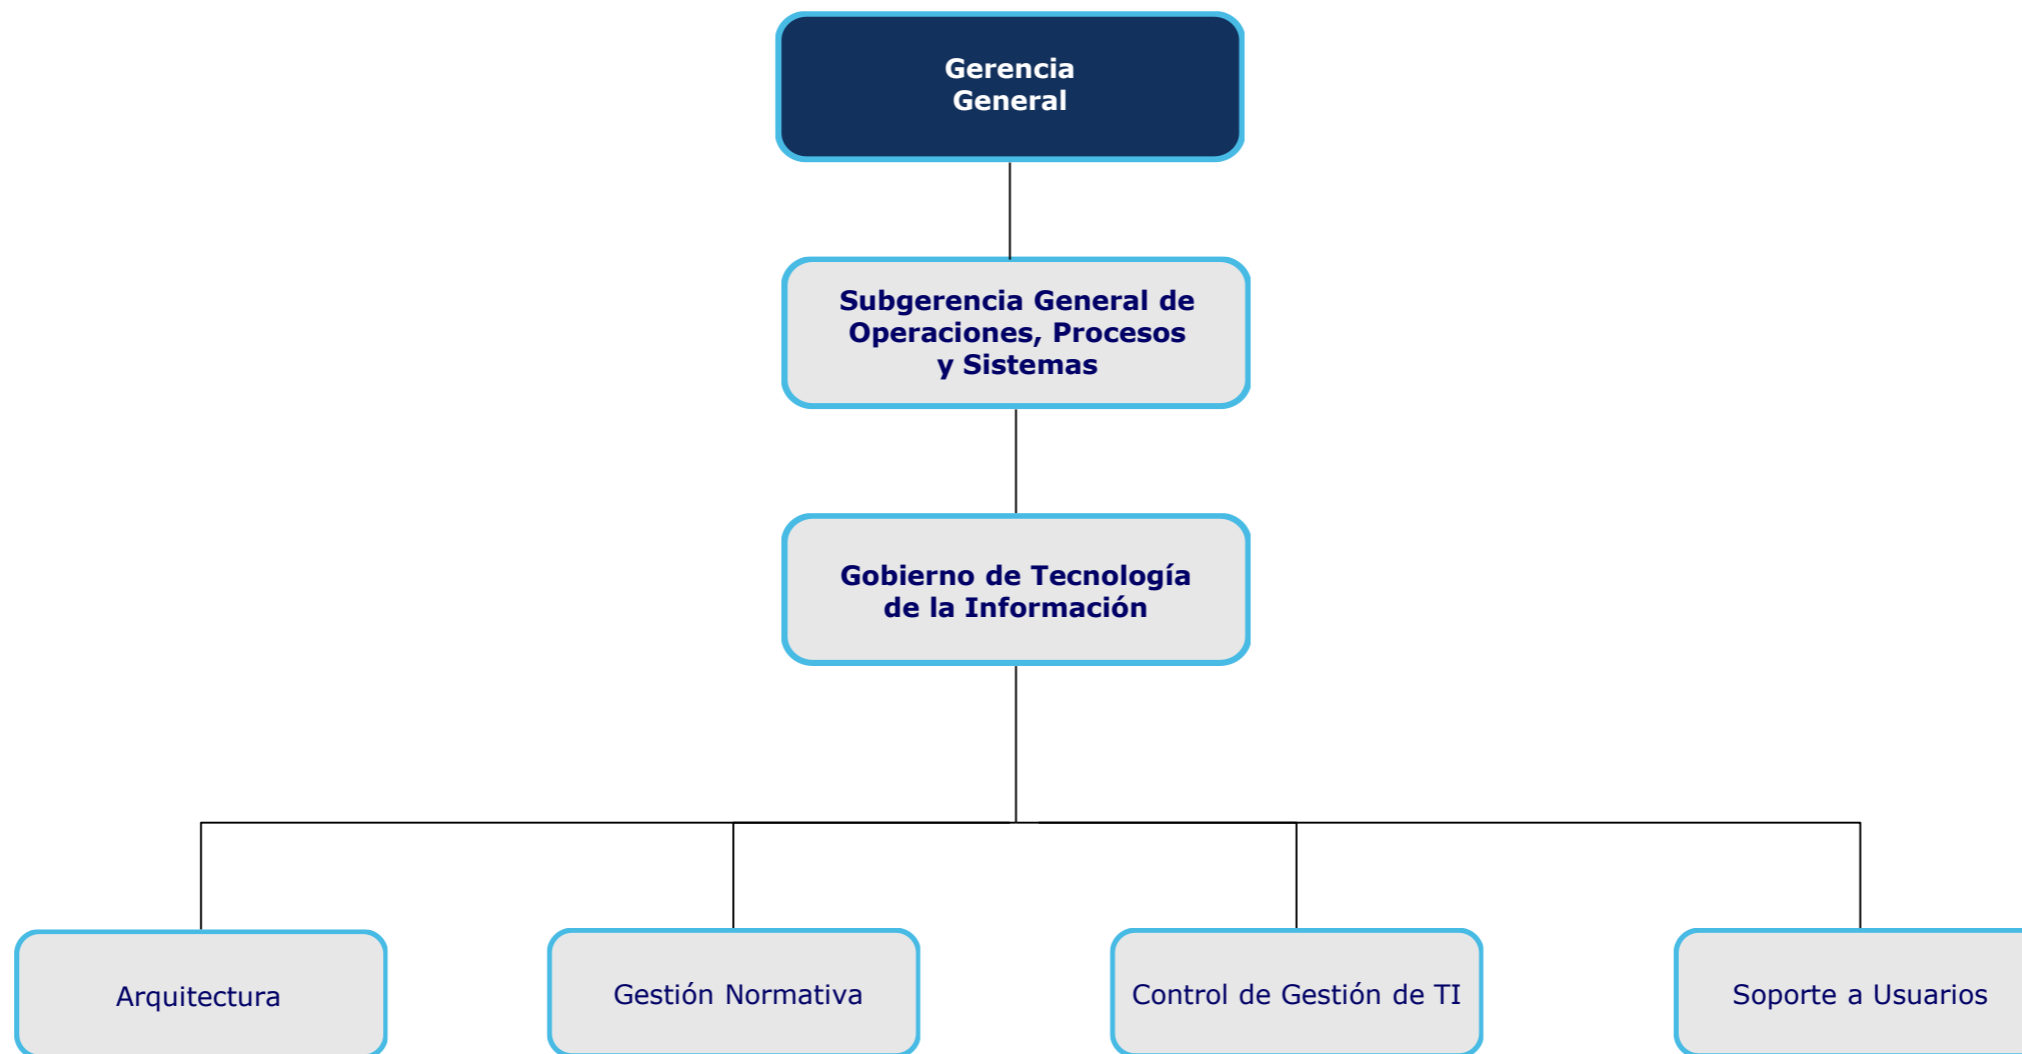 Gerencia
General
Subgerencia General de
Operaciones, Procesos
y Sistemas
Gobierno de Tecnología
de la Información
Arquitectura
Gestión Normativa
Control de Gestión de TI
Soporte a Usuarios